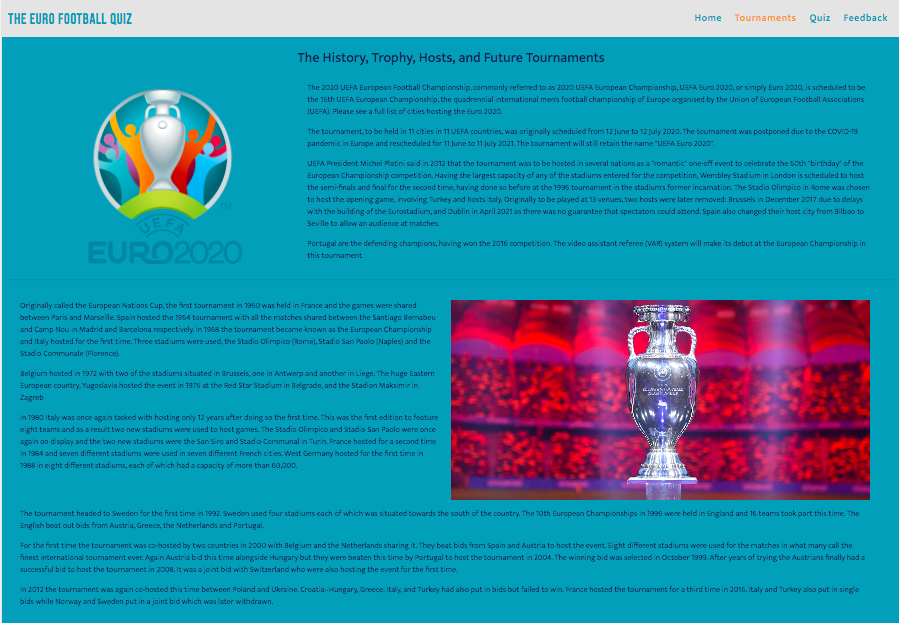 THE EURO FOOTBALL QUIZ
Home Tournaments Quiz Feedback
The History, Trophy, Hosts, and Future Tournaments
The 2020 UEFA European Football Championship, commonly referred to as 2020 UEFA European Championship, UEFA Euro 2020, or simply Euro 2020, is scheduled to be
the 16th UEFA European Championship, the quadrennial international men's football championship of Europe organised by the Union of European Football Associations
(UEFA). Please see a full list of cities hosting the Euro 2020.
The tournament, to be held in 11 cities in 11 UEFA countries, was originally scheduled from 12 June to 12 July 2020. The tournament was postponed due to the COVID-19
pandemic in Europe and rescheduled for 11 June to 11 July 2021. The tournament will still retain the name "UEFA Euro 2020".
UEFA President Michel Platini said in 2012 that the tournament was to be hosted in several nations as a "romantic" one-off event to celebrate the 60th "birthday" of the
European Championship competition. Having the largest capacity of any of the stadiums entered for the competition, Wembley Stadium in London is scheduled to host
the semi-finals and final for the second time, having done so before at the 1996 tournament in the stadium's former incarnation. The Stadio Olimpico in Rome was chosen
to host the opening game, involving Turkey and hosts Italy. Originally to be played at 13 venues, two hosts were later removed: Brussels in December 2017 due to delays
with the building of the Eurostadium, and Dublin in April 2021 as there was no guarantee that spectators could attend. Spain also changed their host city from Bilbao to
Seville to allow an audience at matches.
Portugal are the defending champions, having won the 2016 competition. The video assistant referee (VAR) system will make its debut at the European Championship in
this tournament.
TM
UEFA
EURO2020
Originally called the European Nations Cup, the first tournament in 1960 was held in France and the games were shared
between Paris and Marseille. Spain hosted the 1964 tournament with all the matches shared between the Santiago Bernabeu
and Camp Nou in Madrid and Barcelona respectively. In 1968 the tournament became known as the European Championship
and Italy hosted for the first time. Three stadiums were used, the Stadio Olimpico (Rome), Stadio San Paolo (Naples) and the
Stadio Communale (Florence).
Belgium hosted in 1972 with two of the stadiums situated in Brussels, one in Antwerp and another in Liege. The huge Eastern
European country, Yugoslavia hosted the event in 1976 at the Red Star Stadium in Belgrade, and the Stadion Maksimir in
Zagreb
In 1980 Italy was once again tasked with hosting only 12 years after doing so the first time. This was the first edition to feature
eight teams and as a result two new stadiums were used to host games. The Stadio Olimpico and Stadio San Paolo were once
again on display and the two new stadiums were the San Siro and Stadio Communal in Turin. France hosted for a second time
in 1984 and seven different stadiums were used in seven different French cities. West Germany hosted for the first time in
1988 in eight different stadiums, each of which had a capacity of more than 60,000.
The tournament headed to Sweden for the first time in 1992. Sweden used four stadiums each of which was situated towards the south of the country. The 10th European Championships in 1996 were held in England and 16 teams took part this time. The
English beat out bids from Austria, Greece, the Netherlands and Portugal.
For the first time the tournament was co-hosted by two countries in 2000 with Belgium and the Netherlands sharing it. They beat bids from Spain and Austria to host the event. Eight different stadiums were used for the matches in what many call the
finest international tournament ever. Again Austria bid this time alongside Hungary but they were beaten this time by Portugal to host the tournament in 2004. The winning bid was selected in October 1999. After years of trying the Austrians finally had a
successful bid to host the tournament in 2008. It was a joint bid with Switzerland who were also hosting the event for the first time.
In 2012 the tournament was again co-hosted this time between Poland and Ukraine. Croatia–Hungary, Greece, Italy, and Turkey had also put in bids but failed to win. France hosted the tournament for a third time in 2016. Italy and Turkey also put in single
bids while Norway and Sweden put in a joint bid which was later withdrawn.